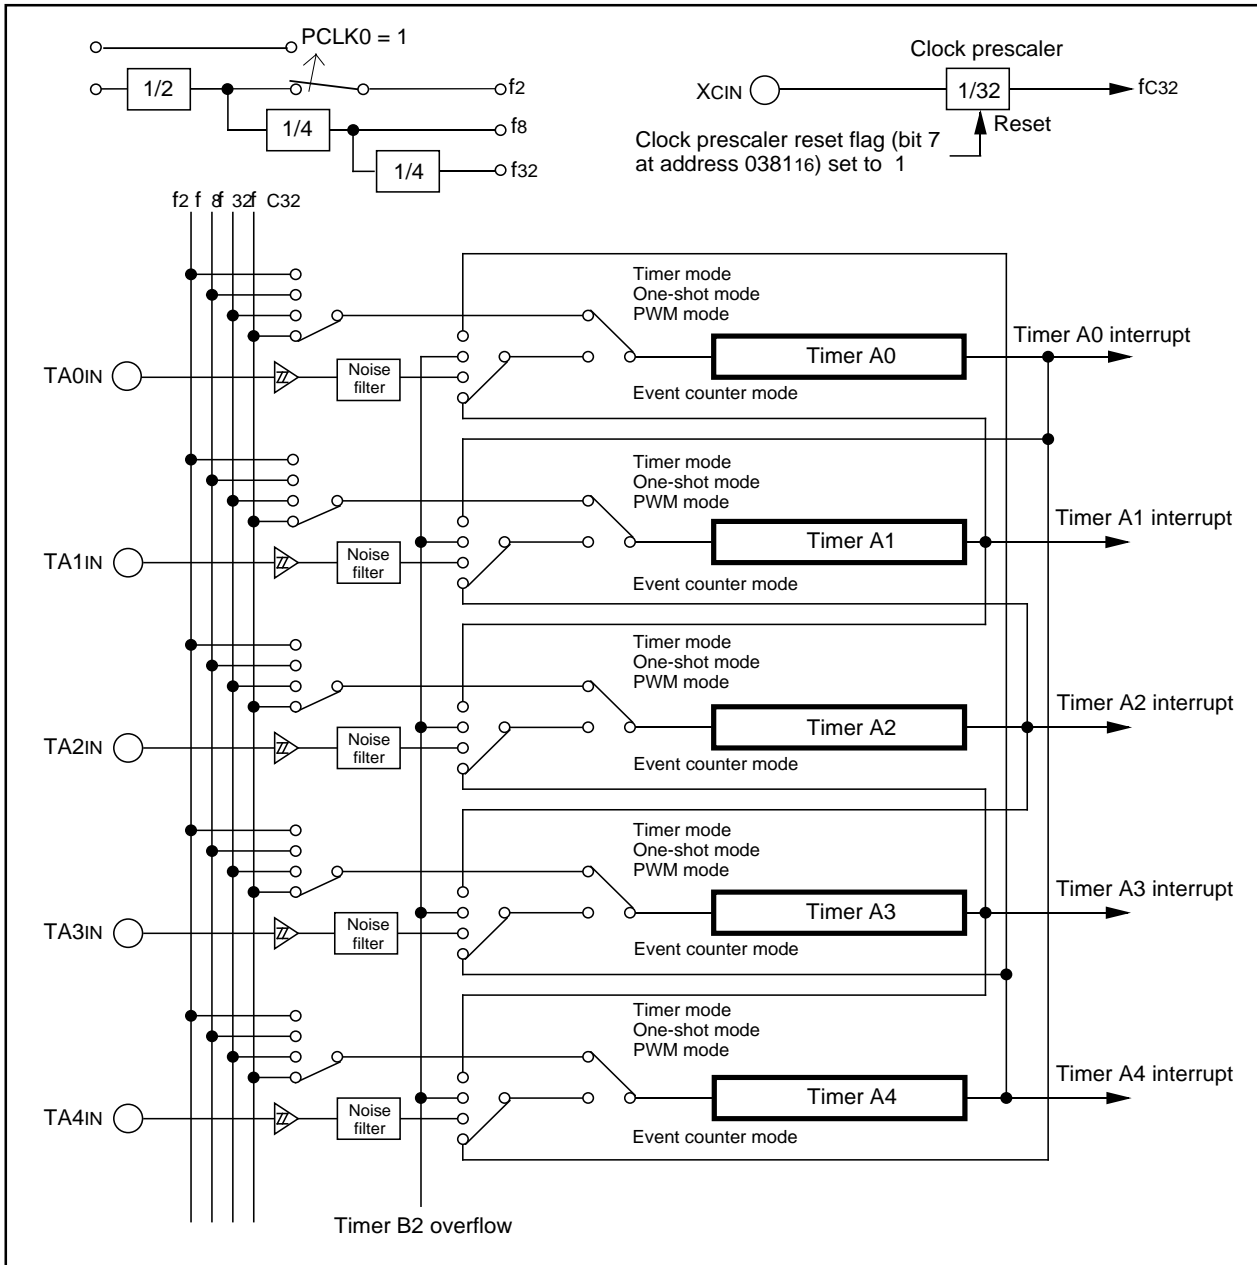 PCLK0 = 1
1/2
f2
1/4
f8
1/4
f32
Clock prescaler
XCIN
1/32
fC32
Reset
Clock prescaler reset flag (bit 7
at address 038116) set to 1
f2 f 8f 32f C32
Timer mode
One-shot mode
PWM mode
TA0IN
Noise
filter
Timer A0
Timer A0 interrupt
Event counter mode
Timer mode
One-shot mode
PWM mode
TA1IN
Noise
filter
Timer A1
Timer A1 interrupt
Event counter mode
Timer mode
One-shot mode
PWM mode
TA2IN
Noise
filter
Timer A2
Timer A2 interrupt
Event counter mode
Timer mode
One-shot mode
PWM mode
TA3IN
Noise
filter
Timer A3
Timer A3 interrupt
Event counter mode
Timer mode
One-shot mode
PWM mode
TA4IN
Noise
filter
Timer A4
Timer A4 interrupt
Event counter mode
Timer B2 overflow